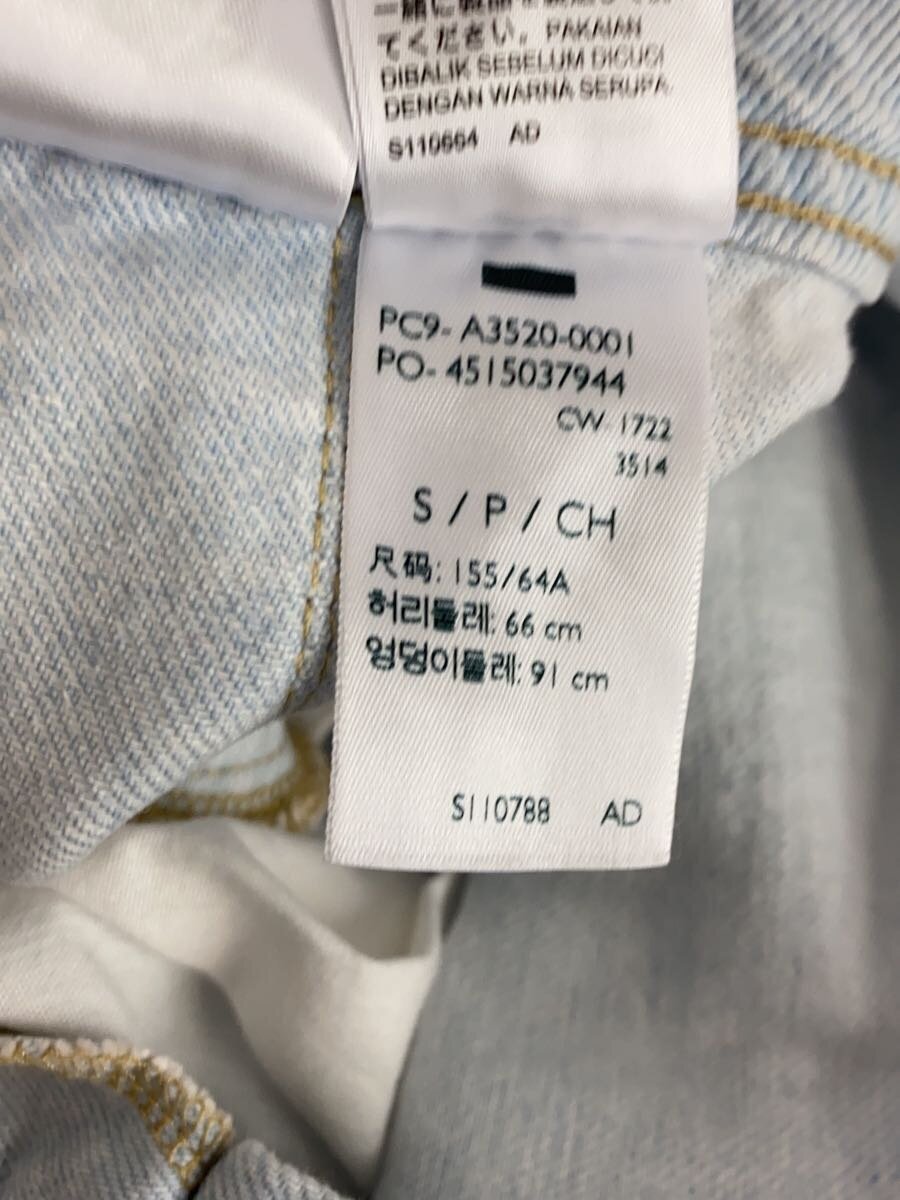 てください。PAKAIAN
DIBALIK SEBELUM DICUCI
DENGAN WARNA SERUPA
S110664 AD
PC9- A3520-0001
PO- 4515037944
CW- 1722
3514
S / P / CH
尺码: 155/64A
허리둘레: 66 cm
엉덩이둘레: 91 cm
S110788 AD